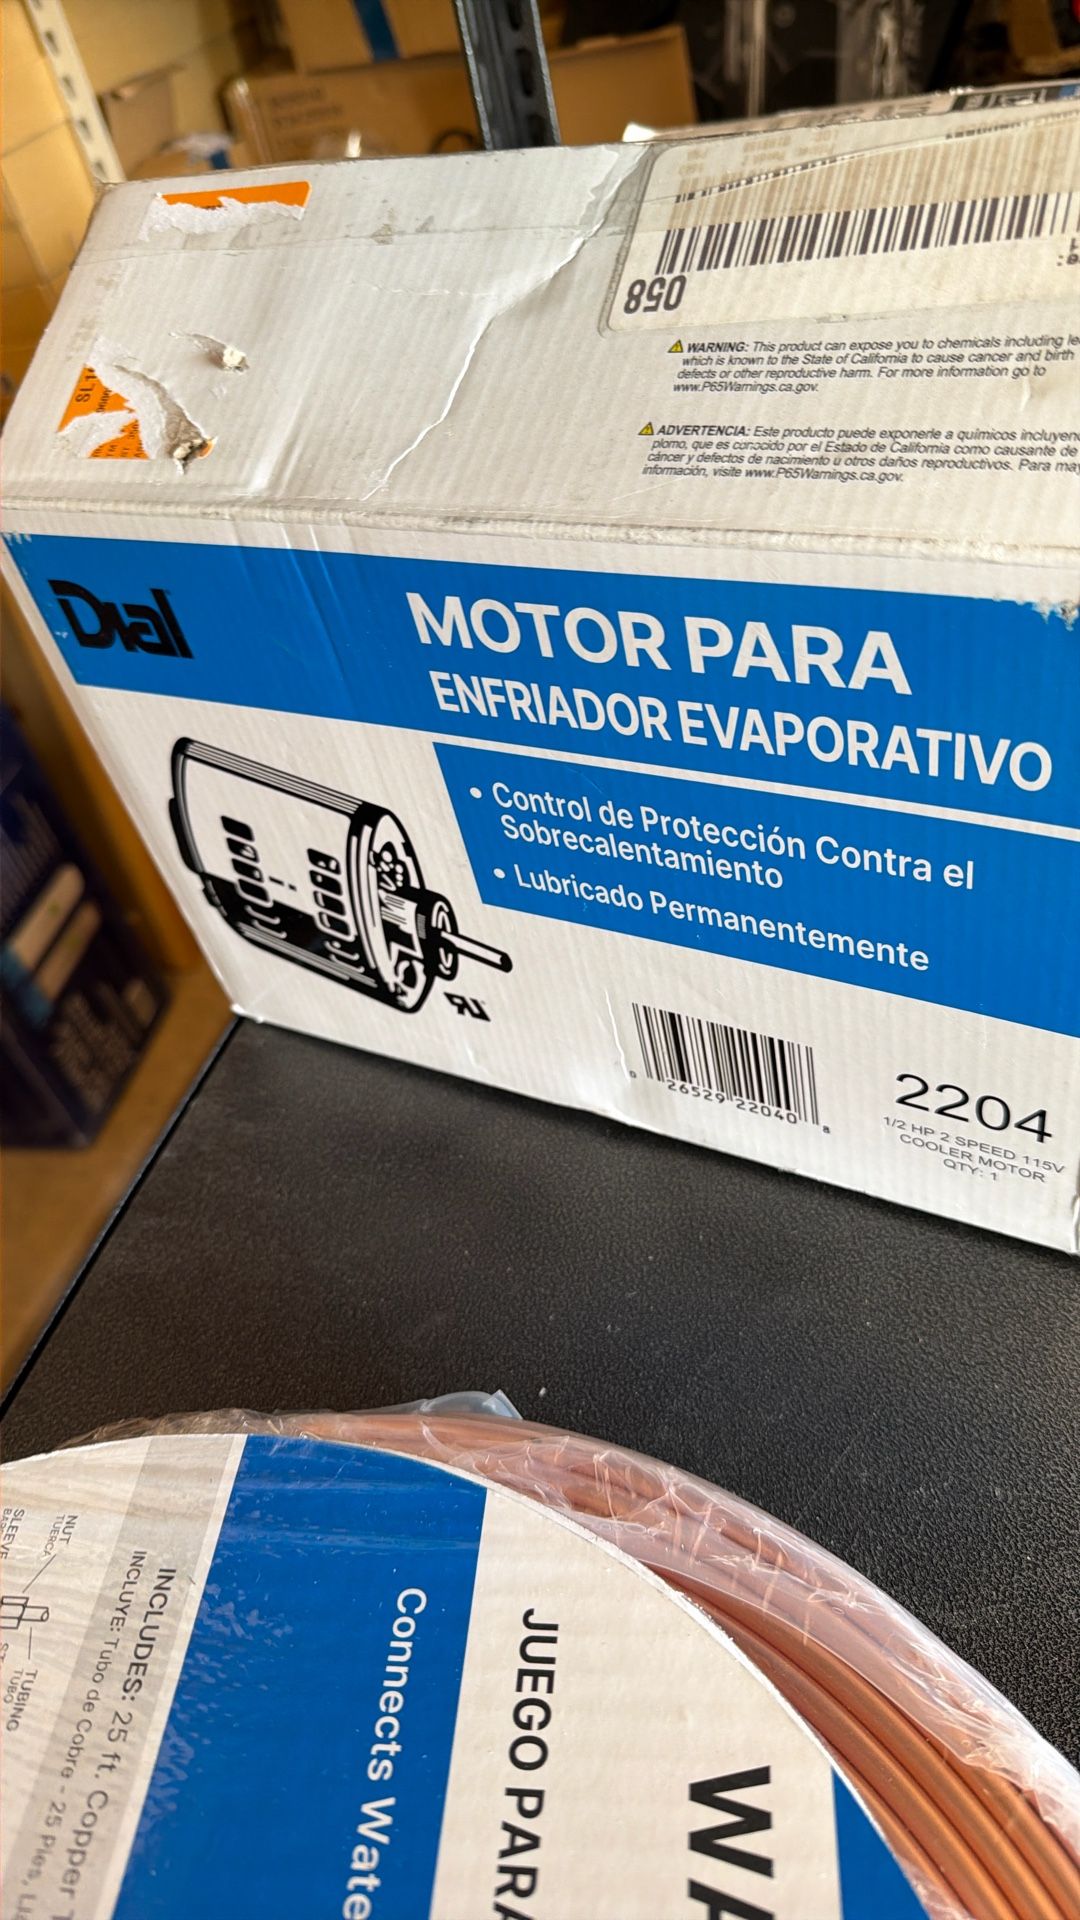 058
WARNING: This product can expose you to chemicals including
which is known to the State of California to cause cancer and birth
defects or other reproductive harm. For more information go to
www.P65Warnings.ca.gov.
ADVERTENCIA: Este producto puede exponerle a químicos
plomo, que es conocido por el Estado de California como causante de
cáncer y defectos de nacimiento u otros daños reproductivos. Para
información, visite www.P65Warnings.ca.gov.
Dial
MOTOR PARA
ENFRIADOR EVAPORATIVO
• Control de Protección Contra el
Sobrecalentamiento
• Lubricado Permanentemente
0 26529 22040 8
2204
1/2 HP 2 SPEED 115V
COOLER MOTOR
QTY: 1
JUEGO
Connects
INCLUDES: 25 ft. Copper
INCLUYE: Tubo de Cobre - 25 pies,
NUT
TUERCA
SLEEVE
TUBING
TUBO